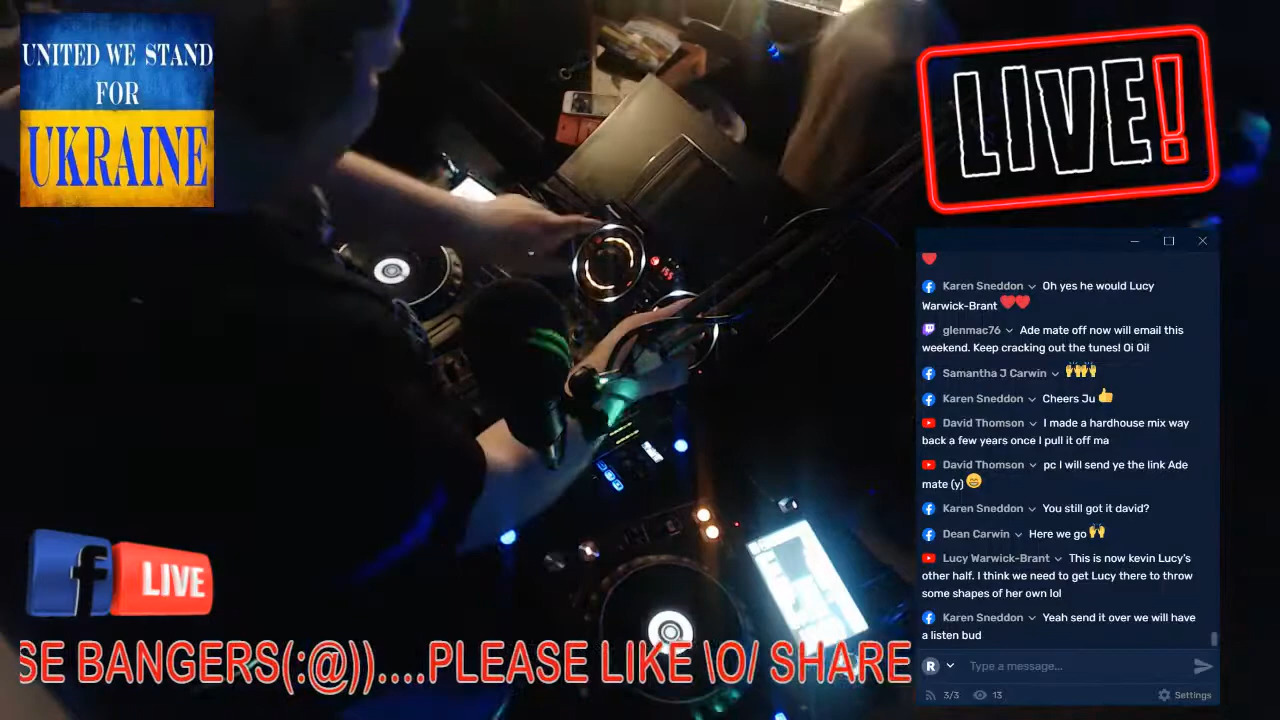 UNITED WE STAND
FOR
UKRAINE
LIVE!
Karen Sneddon Oh yes he would Lucy
Warwick-Brant ❤️❤️
glenmac76 Ade mate off now will email this
weekend. Keep cracking out the tunes! Oi Oi!
Samantha J Carwin 🙌🙌
Karen Sneddon Cheers Ju 👍
David Thomson I made a hardhouse mix way
back a few years once I pull it off ma
David Thomson pc I will send ye the link Ade
mate (y) 😄
Karen Sneddon You still got it david?
Dean Carwin Here we go 🙌
Lucy Warwick-Brant This is now kevin Lucy's
other half. I think we need to get Lucy there to throw
some shapes of her own lol
Karen Sneddon Yeah send it over we will have
a listen bud
R Type a message...
3/3 13 Settings
f LIVE
SE BANGERS(:@))....PLEASE LIKE \O/ SHARE